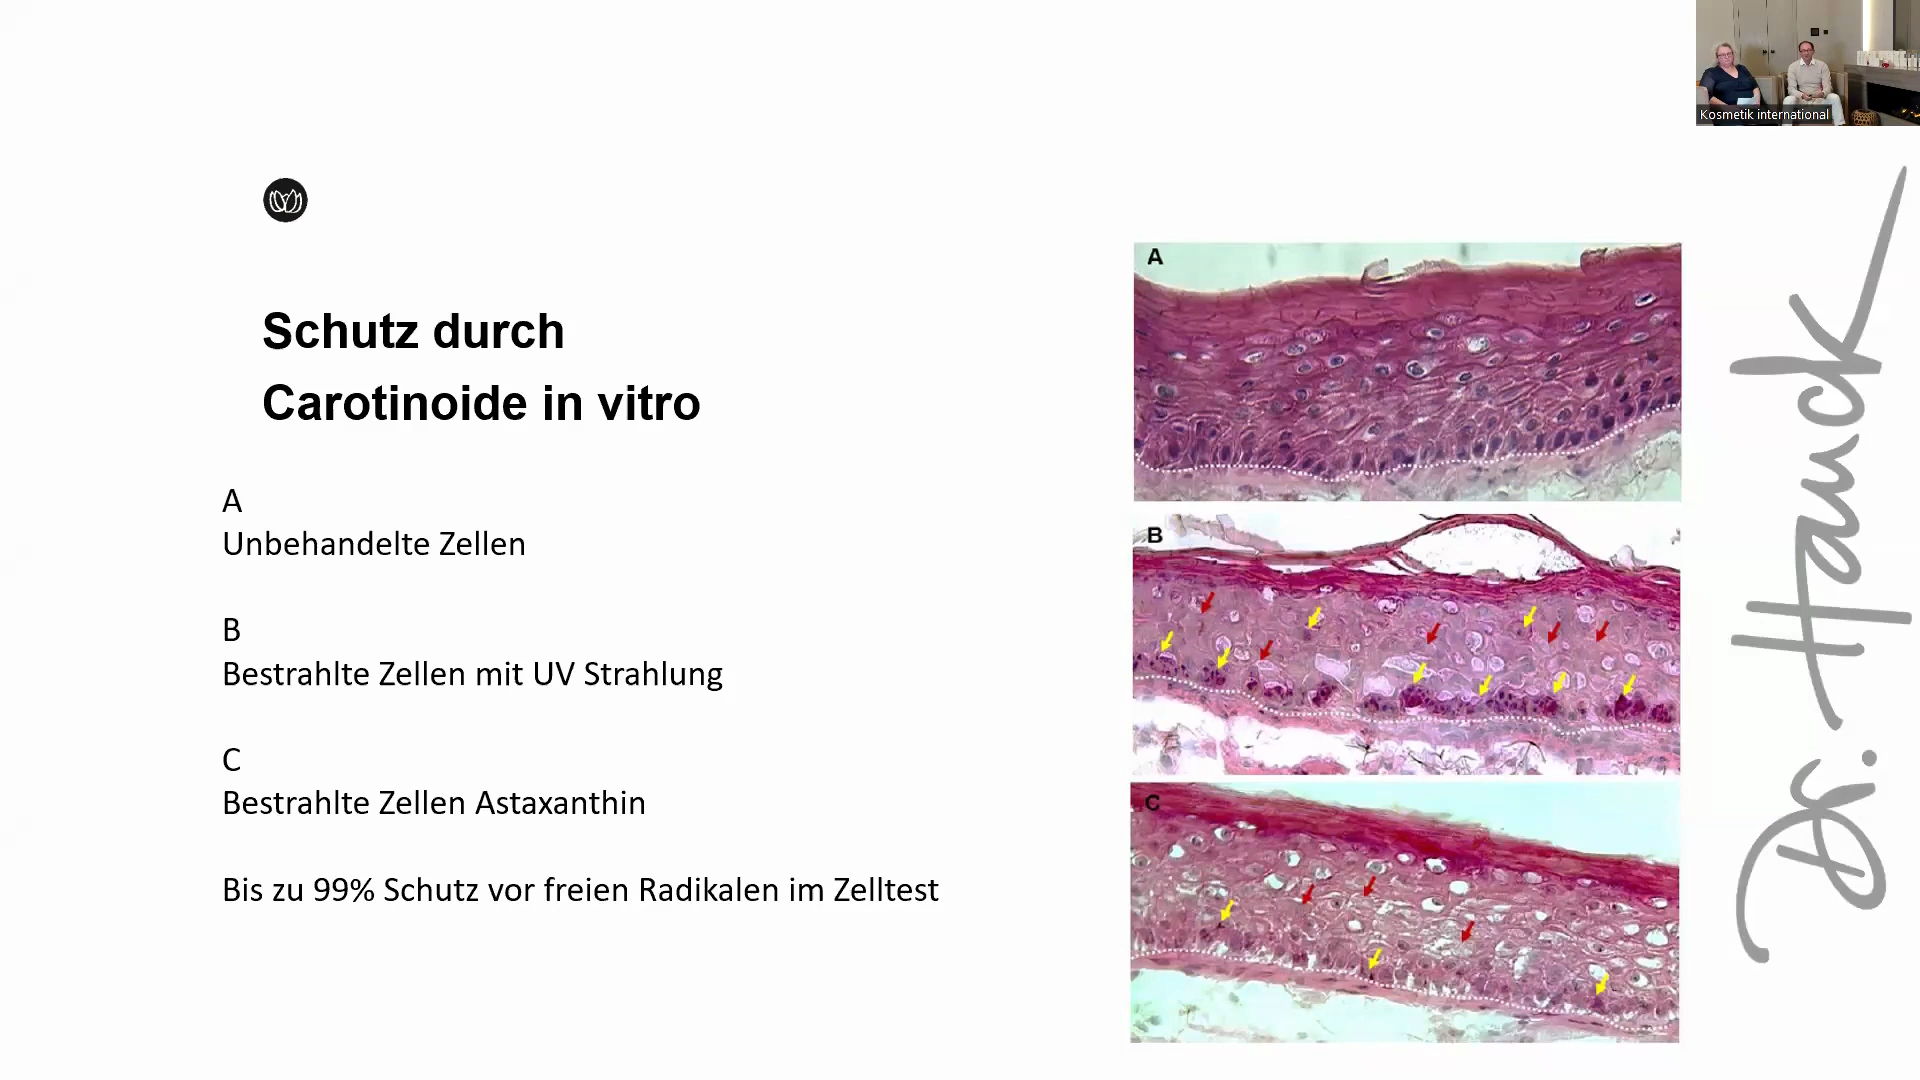 Kosmetik international
Schutz durch
Carotinoide in vitro
A
Unbehandelte Zellen
B
Bestrahlte Zellen mit UV Strahlung
C
Bestrahlte Zellen Astaxanthin
Bis zu 99% Schutz vor freien Radikalen im Zelltest
A
B
C
Dr. Hauck